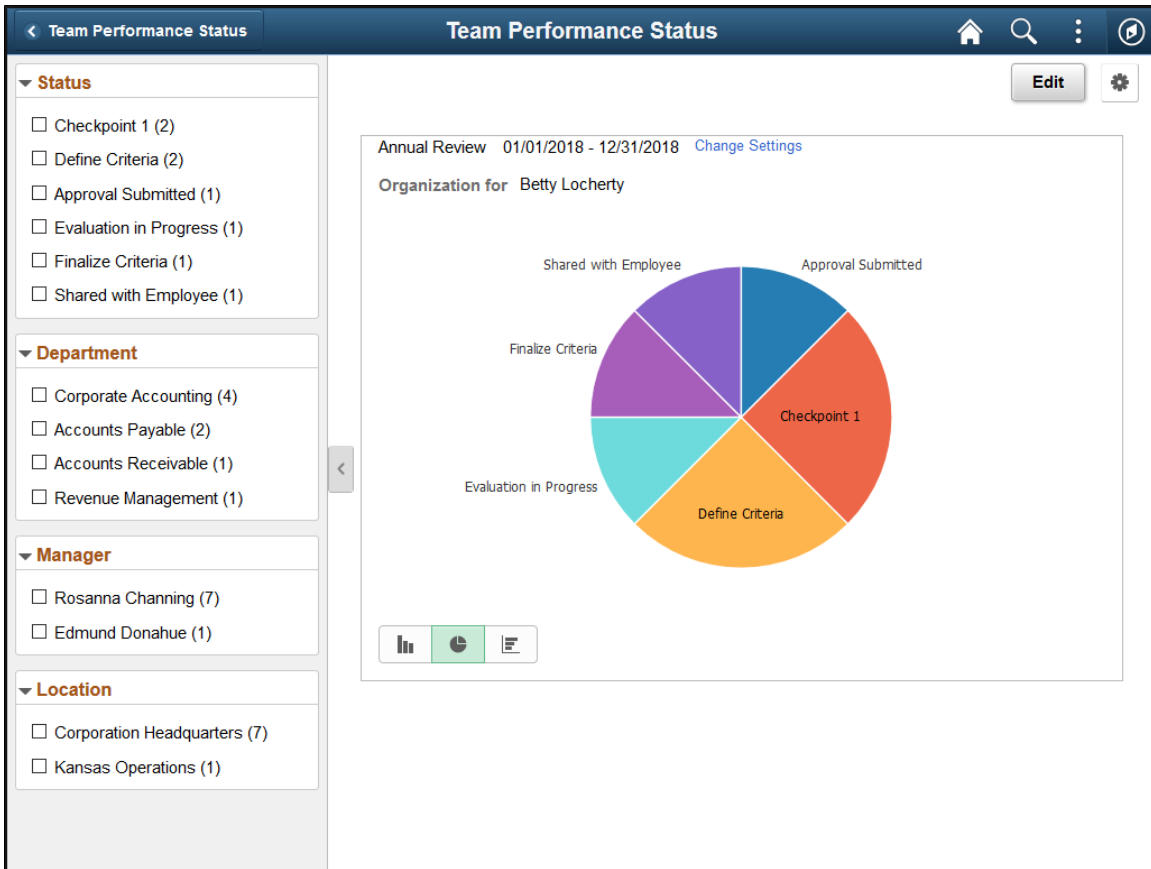 Team Performance Status
Team Performance Status
Status
Checkpoint 1 (2)
Define Criteria (2)
Approval Submitted (1)
Evaluation in Progress (1)
Finalize Criteria (1)
Shared with Employee (1)
Department
Corporate Accounting (4)
Accounts Payable (2)
Accounts Receivable (1)
Revenue Management (1)
Manager
Rosanna Channing (7)
Edmund Donahue (1)
Location
Corporation Headquarters (7)
Kansas Operations (1)
Edit
Annual Review 01/01/2018 - 12/31/2018 Change Settings
Organization for Betty Locherty
Shared with Employee
Approval Submitted
Finalize Criteria
Checkpoint 1
Evaluation in Progress
Define Criteria